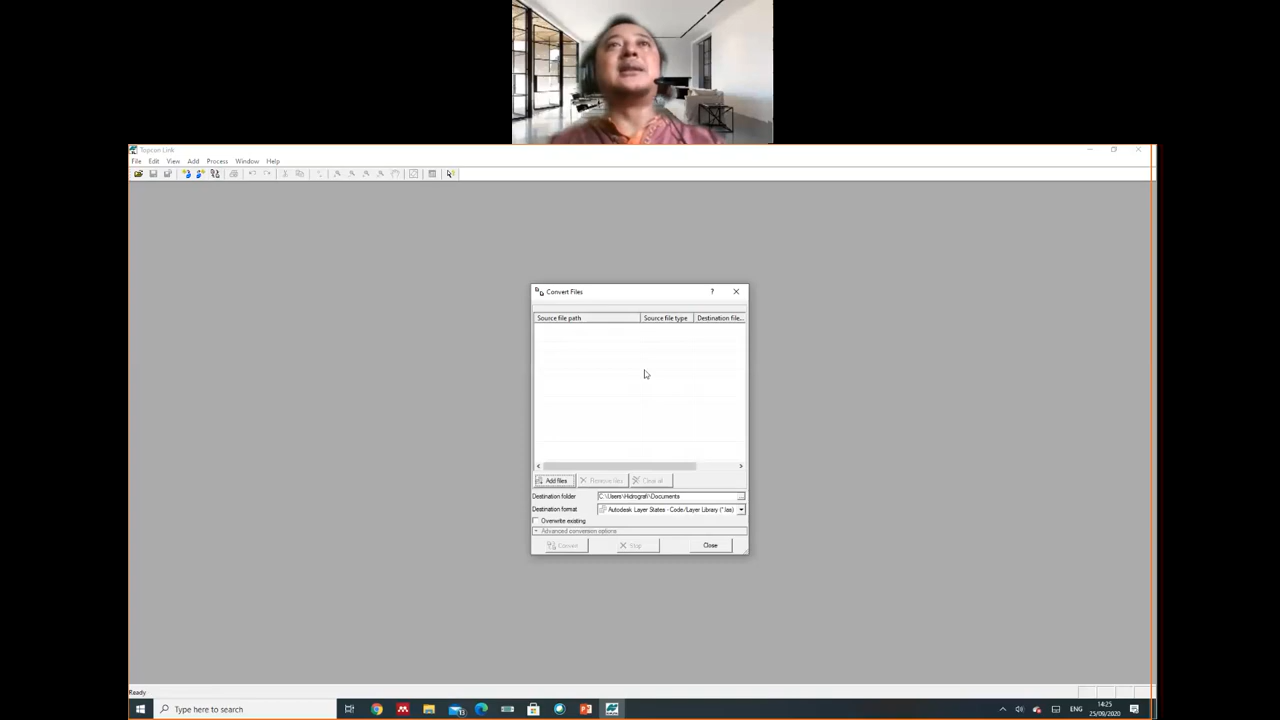 Topcon Link
File Edit View Add Process Window Help
Convert Files ?
Source file path Source file type Destination file...
Add files Remove files Clear all
Destination folder C:\Users\Hidrografi\Documents
Destination format Autodesk Layer States - Code/Layer Library (*.las)
Overwrite existing
Advanced conversion options
Convert Stop Close
Ready
Type here to search ENG 14:25
25/09/2020